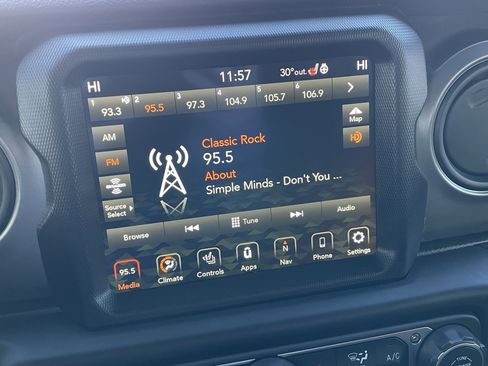 HI 11:57 30°out. HI
1 93.3 2 95.5 3 97.3 4 104.9 5 105.7 6 106.9
AM
FM
Source
Select
Classic Rock
95.5
About
Simple Minds - Don't You ...
Map
HD
Browse Tune Audio
95.5 N
Media Climate Controls Apps Nav Phone Settings
A/C
TUNE